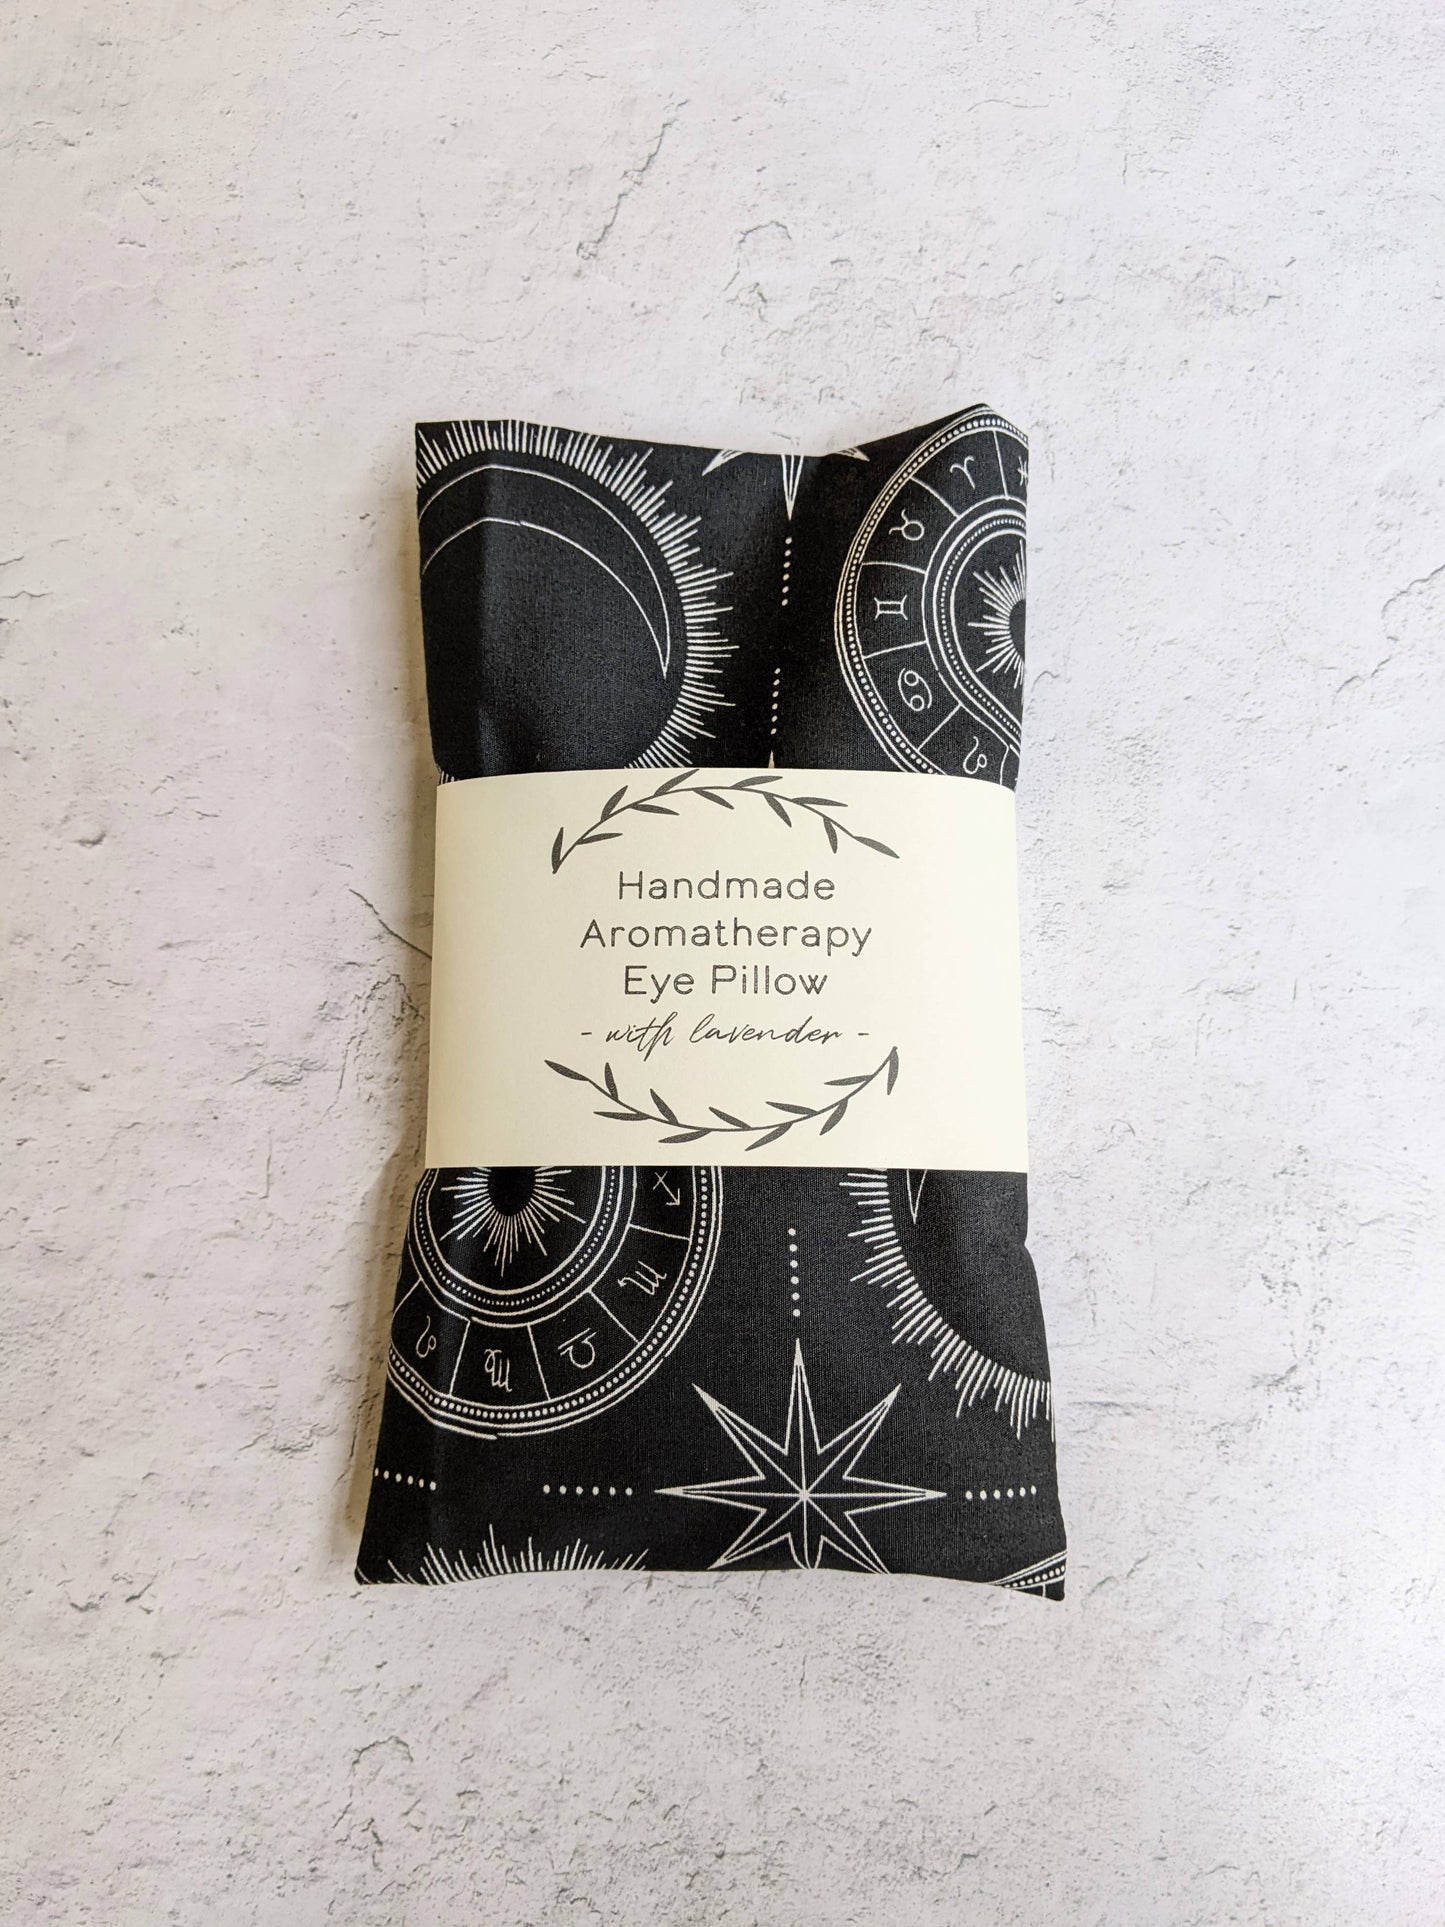 Handmade
Aromatherapy
Eye Pillow
- with lavender -